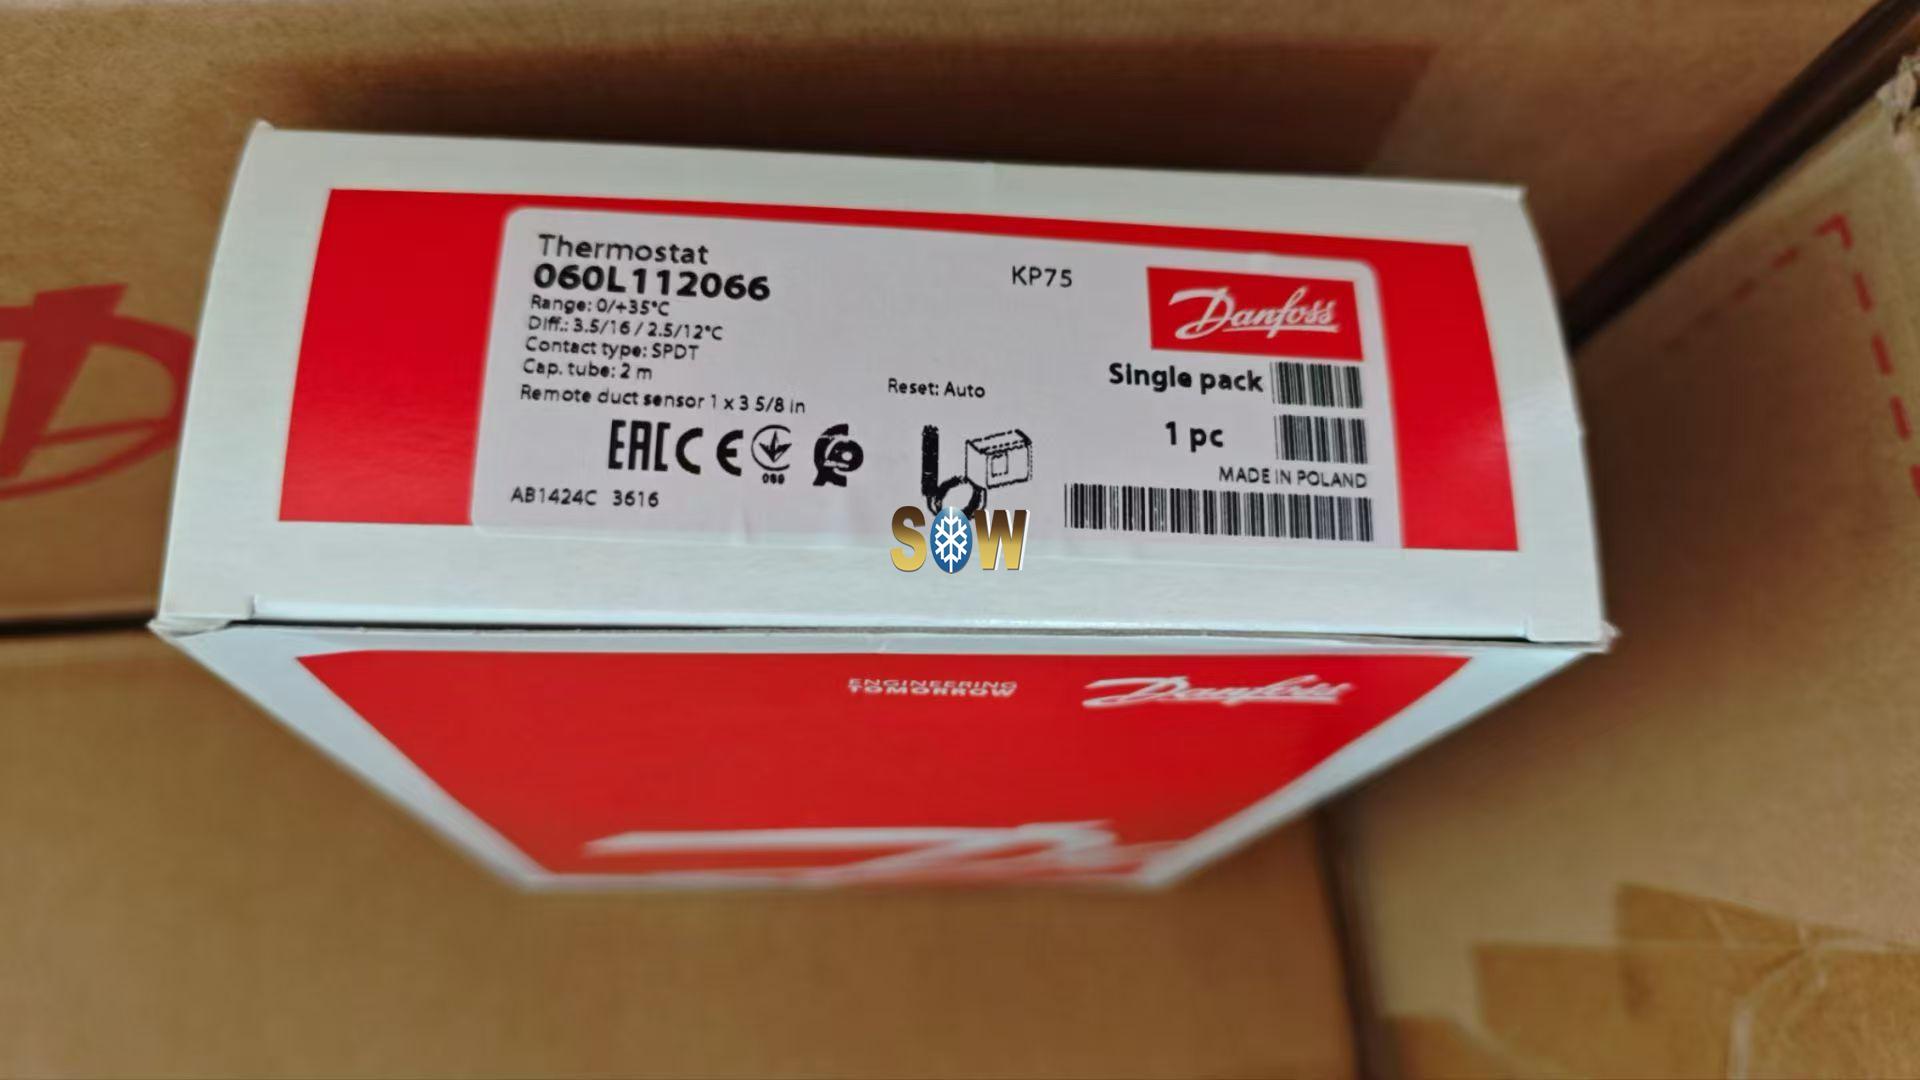 Thermostat
060L112066
KP75
Danfoss
Range: 0/+35°C
Diff.: 3.5/16 / 2.5/12°C
Contact type: SPDT
Cap. tube: 2 m
Remote duct sensor 1 x 3 5/8 in
Reset: Auto
Single pack
1 pc
EAC CE
MADE IN POLAND
AB1424C 3616
SOW
ENGINEERING
TOMORROW
Danfoss